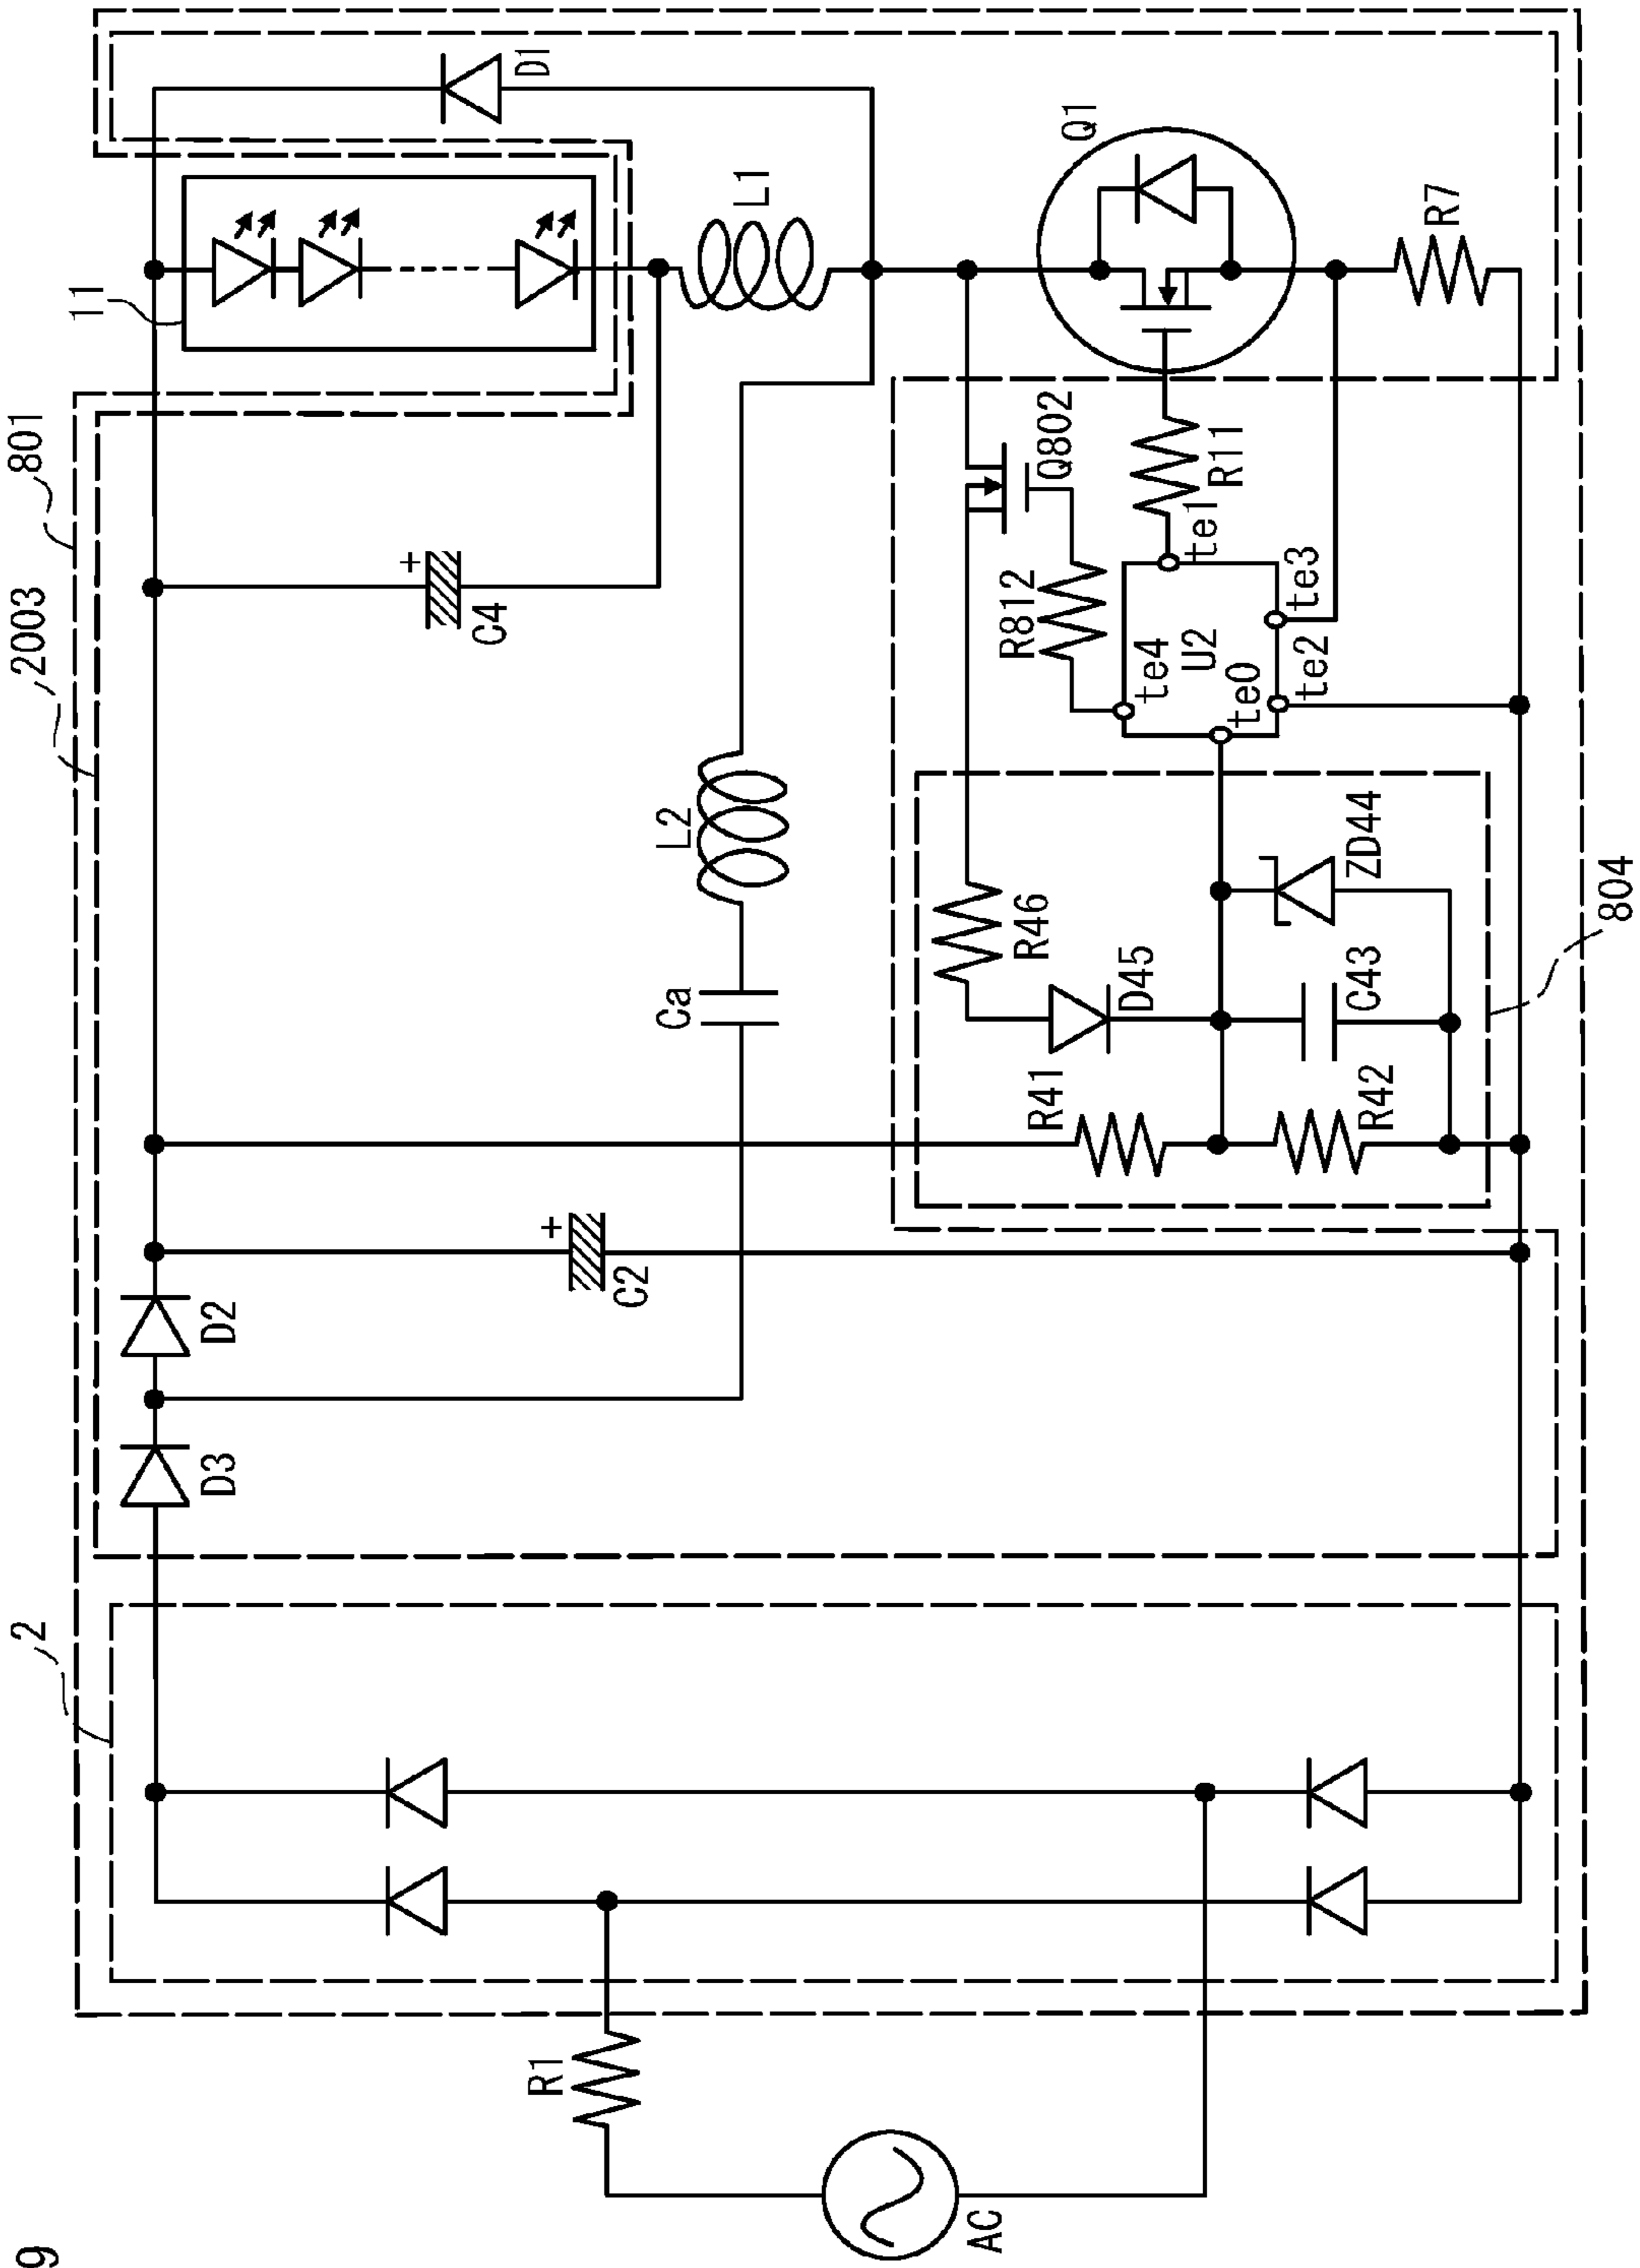 9
801
2003
2
11
D1
L1
Q1
R7
C4
L2
Ca
Q802
R11
R812
te1
te4
U2
te3
te0
te2
R46
ZD44
D45
C43
R41
R42
804
D2
C2
D3
R1
AC
+
+